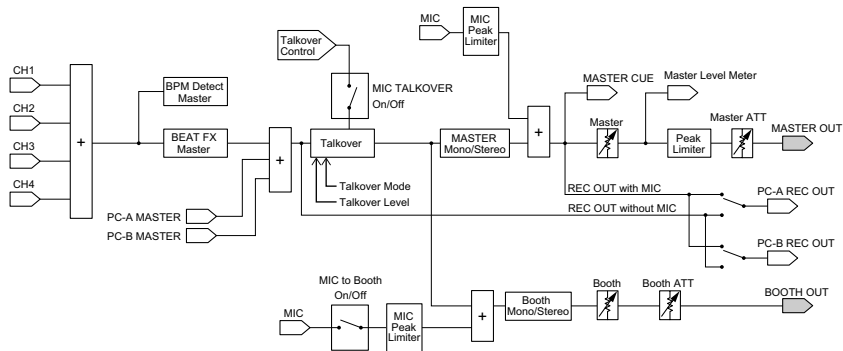 MIC
MIC
Peak
Limiter
Talkover
Control
MIC TALKOVER
On/Off
MASTER CUE
Master Level Meter
CH1
CH2
CH3
CH4
+
BPM Detect
Master
BEAT FX
Master
+
Talkover
MASTER
Mono/Stereo
+
Master
Peak
Limiter
Master ATT
MASTER OUT
Talkover Mode
Talkover Level
PC-A MASTER
PC-B MASTER
REC OUT with MIC
REC OUT without MIC
PC-A REC OUT
PC-B REC OUT
MIC to Booth
On/Off
MIC
MIC
Peak
Limiter
+
Booth
Mono/Stereo
Booth
Booth ATT
BOOTH OUT